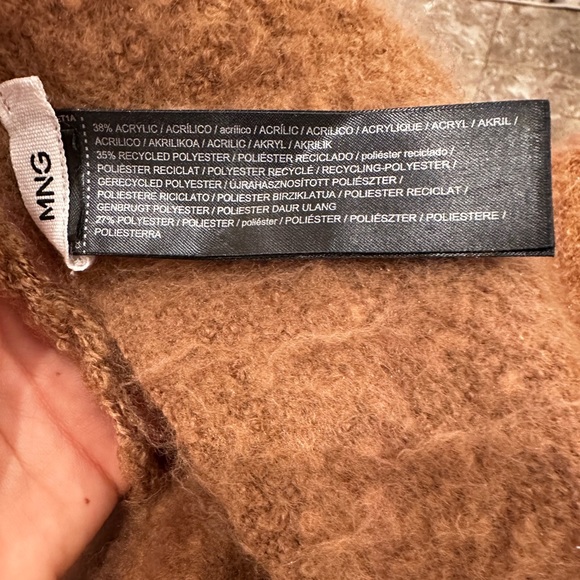 MNG
38% ACRYLIC / ACRÍLICO / acrílico / ACRÍLIC / ACRILICO / ACRYLIQUE / ACRYL / AKRIL /
ACRILICO / AKRILIKOA / ACRILIC / AKRYL / AKRILIK
35% RECYCLED POLYESTER / POLIÉSTER RECICLADO / poliéster reciclado /
POLIÈSTER RECICLAT / POLYESTER RECYCLÉ / RECYCLING-POLYESTER /
GERECYCLED POLYESTER / ÚJRAHASZNOSÍTOTT POLIÉSZTER /
POLIESTERE RICICLATO / POLIESTER BIRZIKLATUA / POLIESTER RECICLAT /
GENBRUGT POLYESTER / POLIESTER DAUR ULANG
27% POLYESTER / POLIÉSTER / poliéster / POLIÈSTER / POLIÉSZTER / POLIESTERE /
POLIESTERRA